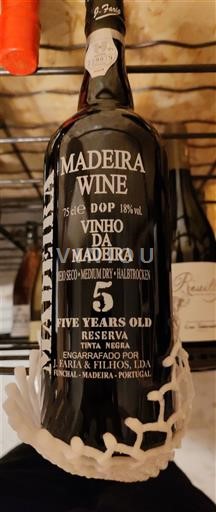 J. Faria
MADEIRA
WINE
75 cl e DOP 18% vol.
VINHO
DA
MADEIRA
MEIO SECO • MEDIUM DRY • HALBTROCKEN
5
FIVE YEARS OLD
RESERVA
TINTA NEGRA
ENGARRAFADO POR
J. FARIA & FILHOS, LDA
FUNCHAL - MADEIRA - PORTUGAL
MADEIRA